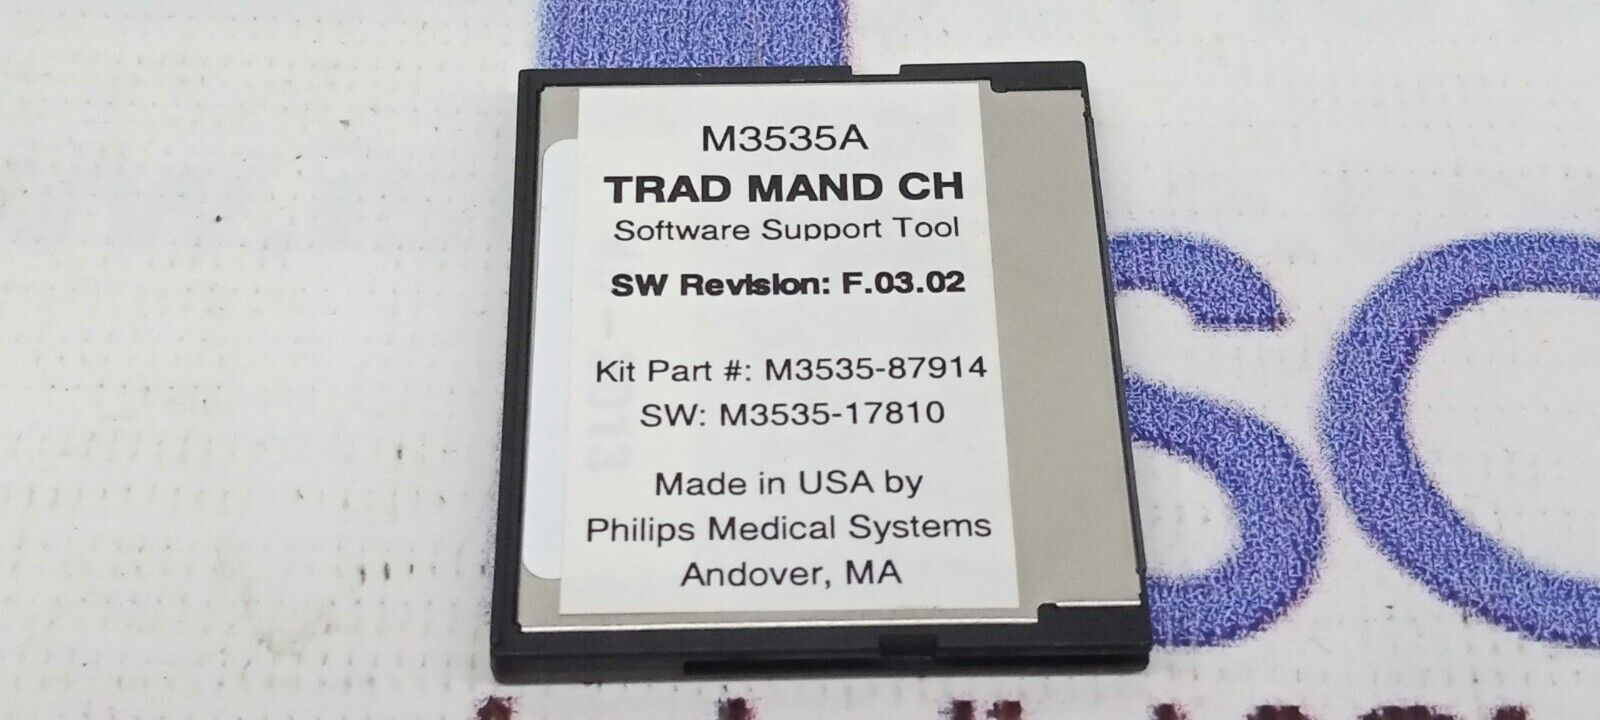 M3535A
TRAD MAND CH
Software Support Tool
SW Revision: F.03.02
Kit Part #: M3535-87914
SW: M3535-17810
Made in USA by
Philips Medical Systems
Andover, MA
SC